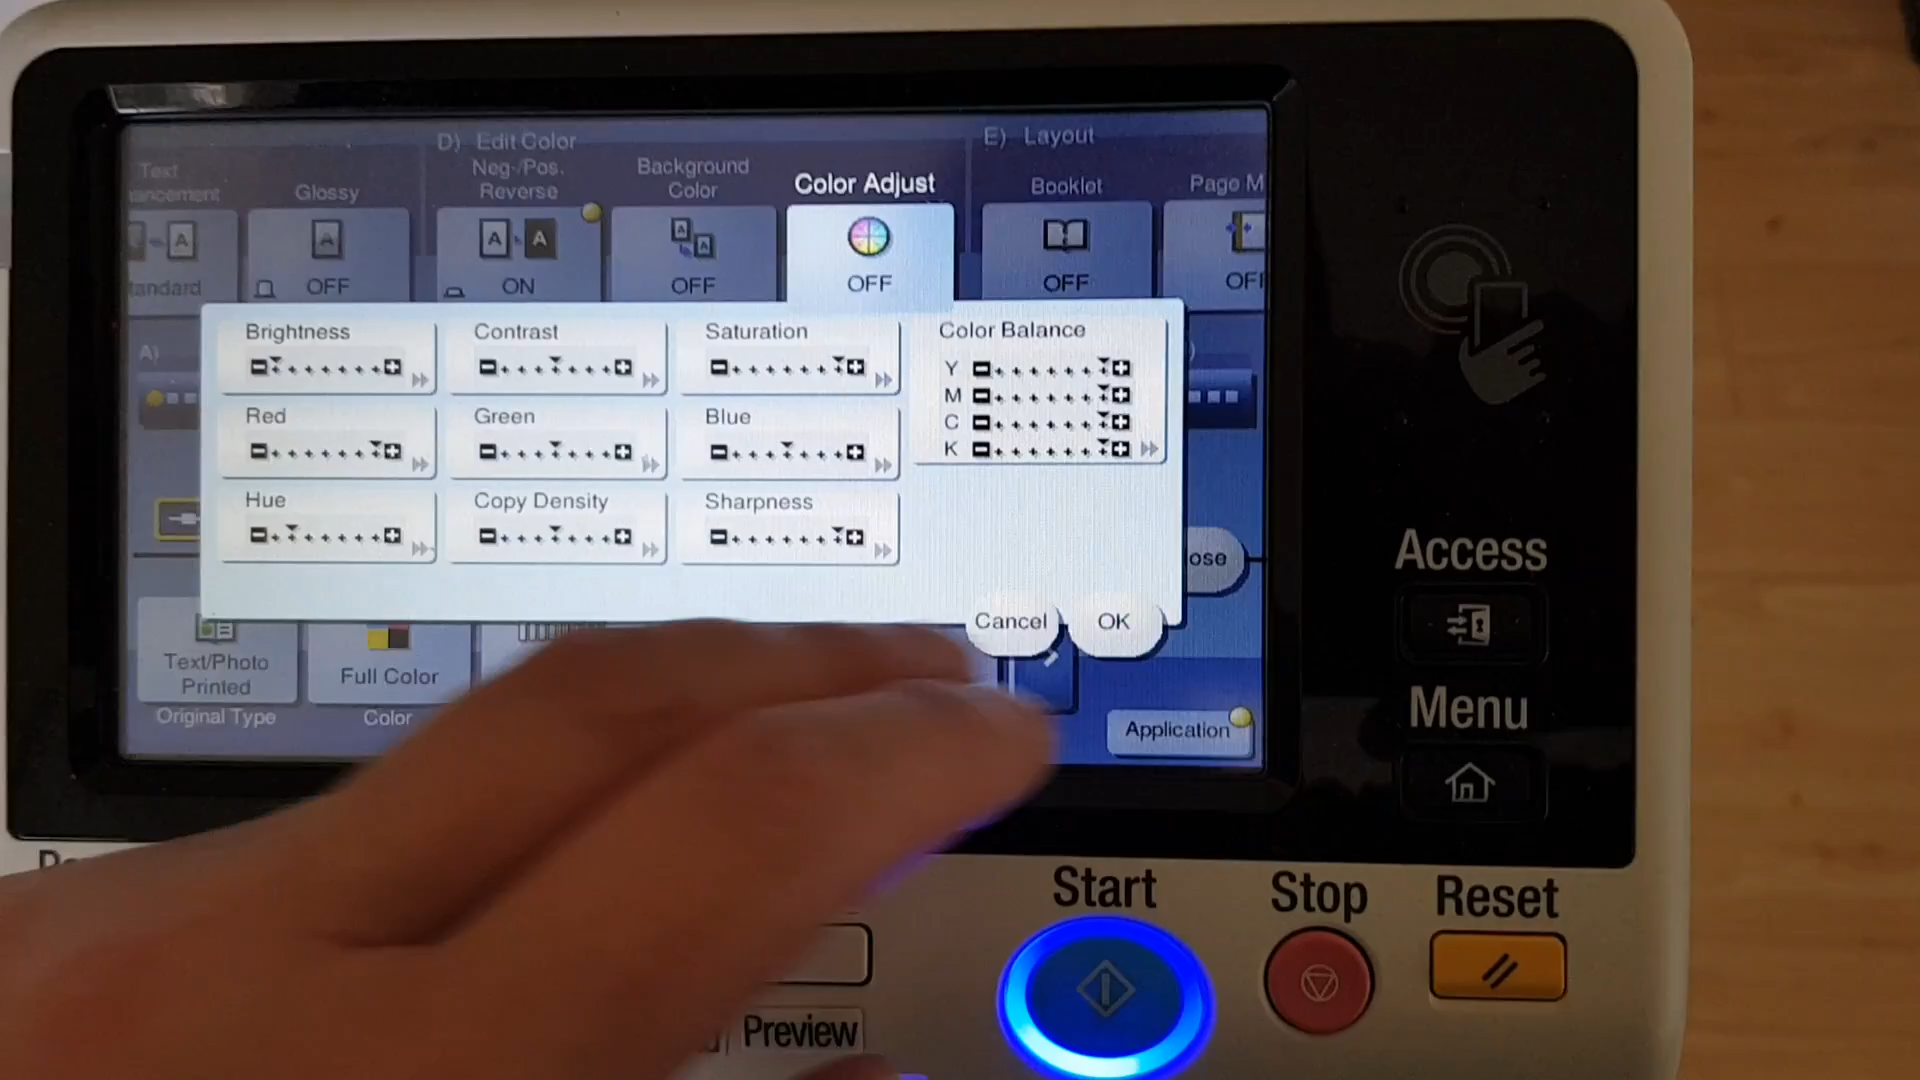 D) Edit Color
E) Layout
Text
Glossy
Neg-/Pos.
Reverse
Background
Color
Color Adjust
Booklet
Page M
OFF
ON
OFF
OFF
OFF
Brightness
Contrast
Saturation
Color Balance
Y
M
C
K
Red
Green
Blue
Hue
Copy Density
Sharpness
A)
Cancel
OK
Text/Photo
Printed
Full Color
Original Type
Color
Application
Access
Menu
Start
Stop
Reset
Preview